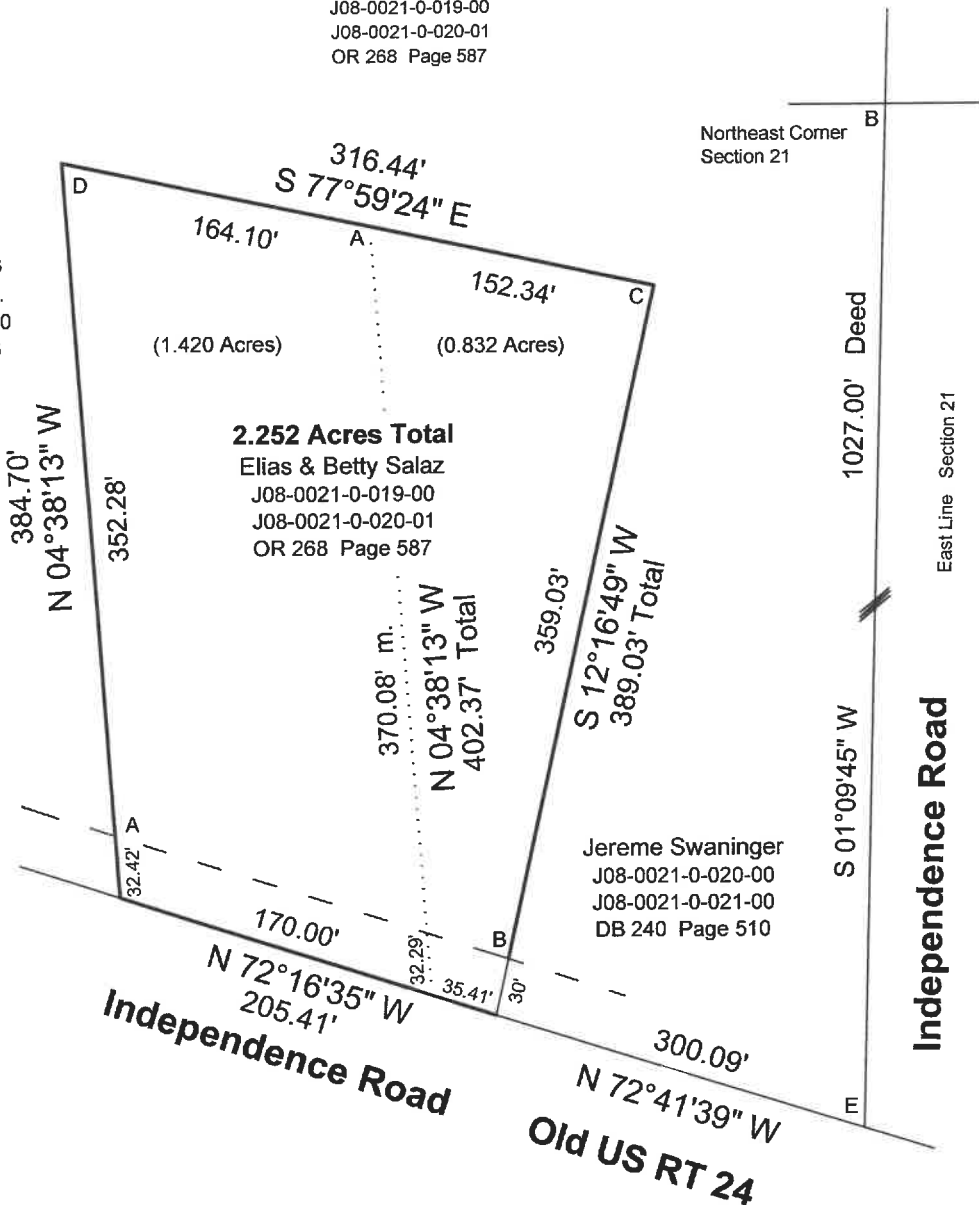 J08-0021-0-019-00
J08-0021-0-020-01
OR 268 Page 587
B
Northeast Corner
Section 21
316.44'
S 77°59'24" E
D
164.10'
A
152.34'
C
0
(1.420 Acres)
(0.832 Acres)
1027.00' Deed
East Line Section 21
2.252 Acres Total
Elias & Betty Salaz
J08-0021-0-019-00
J08-0021-0-020-01
OR 268 Page 587
384.70'
N 04°38'13" W
352.28'
370.08' m.
N 04°38'13" W
402.37' Total
359.03'
S 12°16'49" W
389.03' Total
S 01°09'45" W
Independence Road
Jereme Swaninger
J08-0021-0-020-00
J08-0021-0-021-00
DB 240 Page 510
A
32.42'
170.00'
32.29'
35.41'
B
30'
N 72°16'35" W
205.41'
Independence Road
300.09'
N 72°41'39" W
E
Old US RT 24